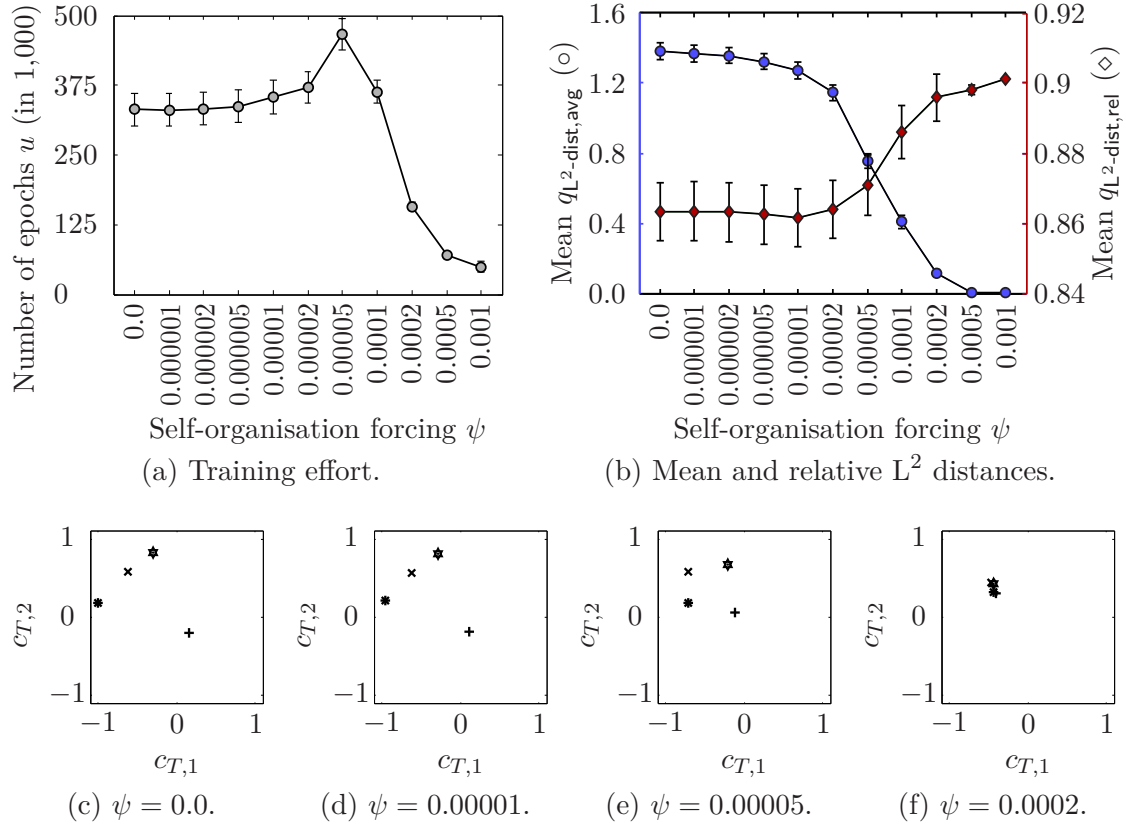 500
375
250
125
0
Number of epochs u (in 1,000)
0.0
0.000001
0.000002
0.000005
0.00001
0.00002
0.00005
0.0001
0.0002
0.0005
0.001
Self-organisation forcing ψ
(a) Training effort.
1.6
1.2
0.8
0.4
0.0
Mean q_{L²-dist,avg} (○)
0.92
0.9
0.88
0.86
0.84
Mean q_{L²-dist,rel} (◇)
0.0
0.000001
0.000002
0.000005
0.00001
0.00002
0.00005
0.0001
0.0002
0.0005
0.001
Self-organisation forcing ψ
(b) Mean and relative L² distances.
1
0
−1
c_{T,2}
−1 0 1
c_{T,1}
(c) ψ = 0.0.
1
0
−1
c_{T,2}
−1 0 1
c_{T,1}
(d) ψ = 0.00001.
1
0
−1
c_{T,2}
−1 0 1
c_{T,1}
(e) ψ = 0.00005.
1
0
−1
c_{T,2}
−1 0 1
c_{T,1}
(f) ψ = 0.0002.